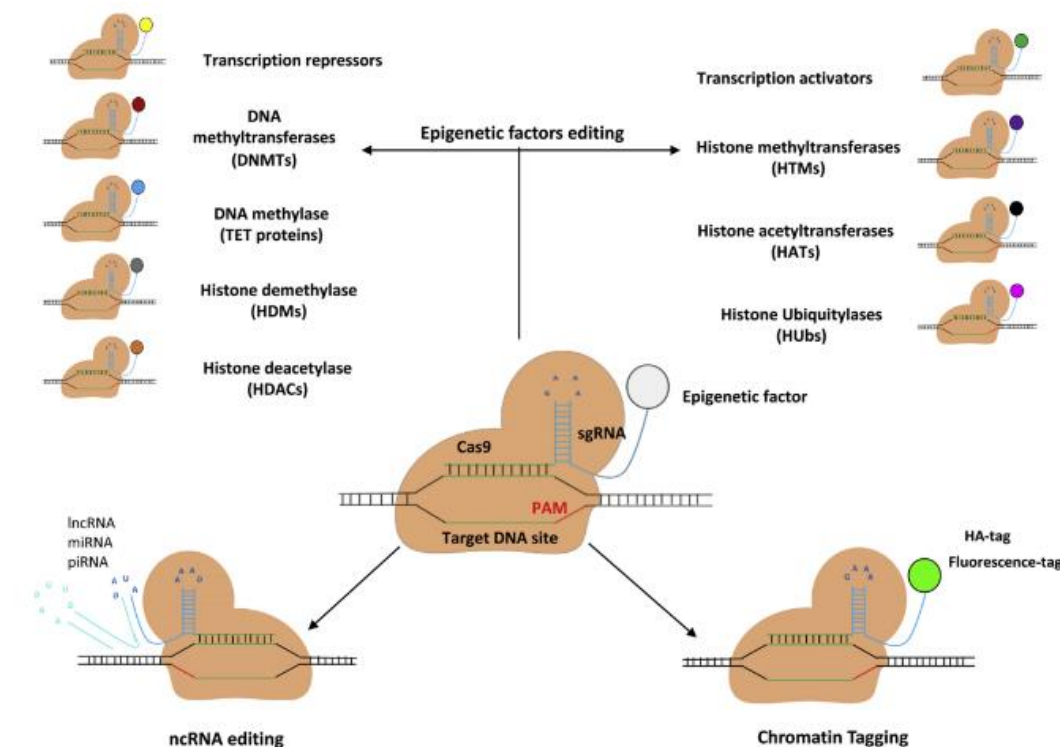 Transcription repressors
DNA
methyltransferases
(DNMTs)
DNA methylase
(TET proteins)
Histone demethylase
(HDMs)
Histone deacetylase
(HDACs)
Epigenetic factors editing
Transcription activators
Histone methyltransferases
(HTMs)
Histone acetyltransferases
(HATs)
Histone Ubiquitylases
(HUbs)
Epigenetic factor
sgRNA
Cas9
PAM
Target DNA site
lncRNA
miRNA
piRNA
ncRNA editing
HA-tag
Fluorescence-tag
Chromatin Tagging